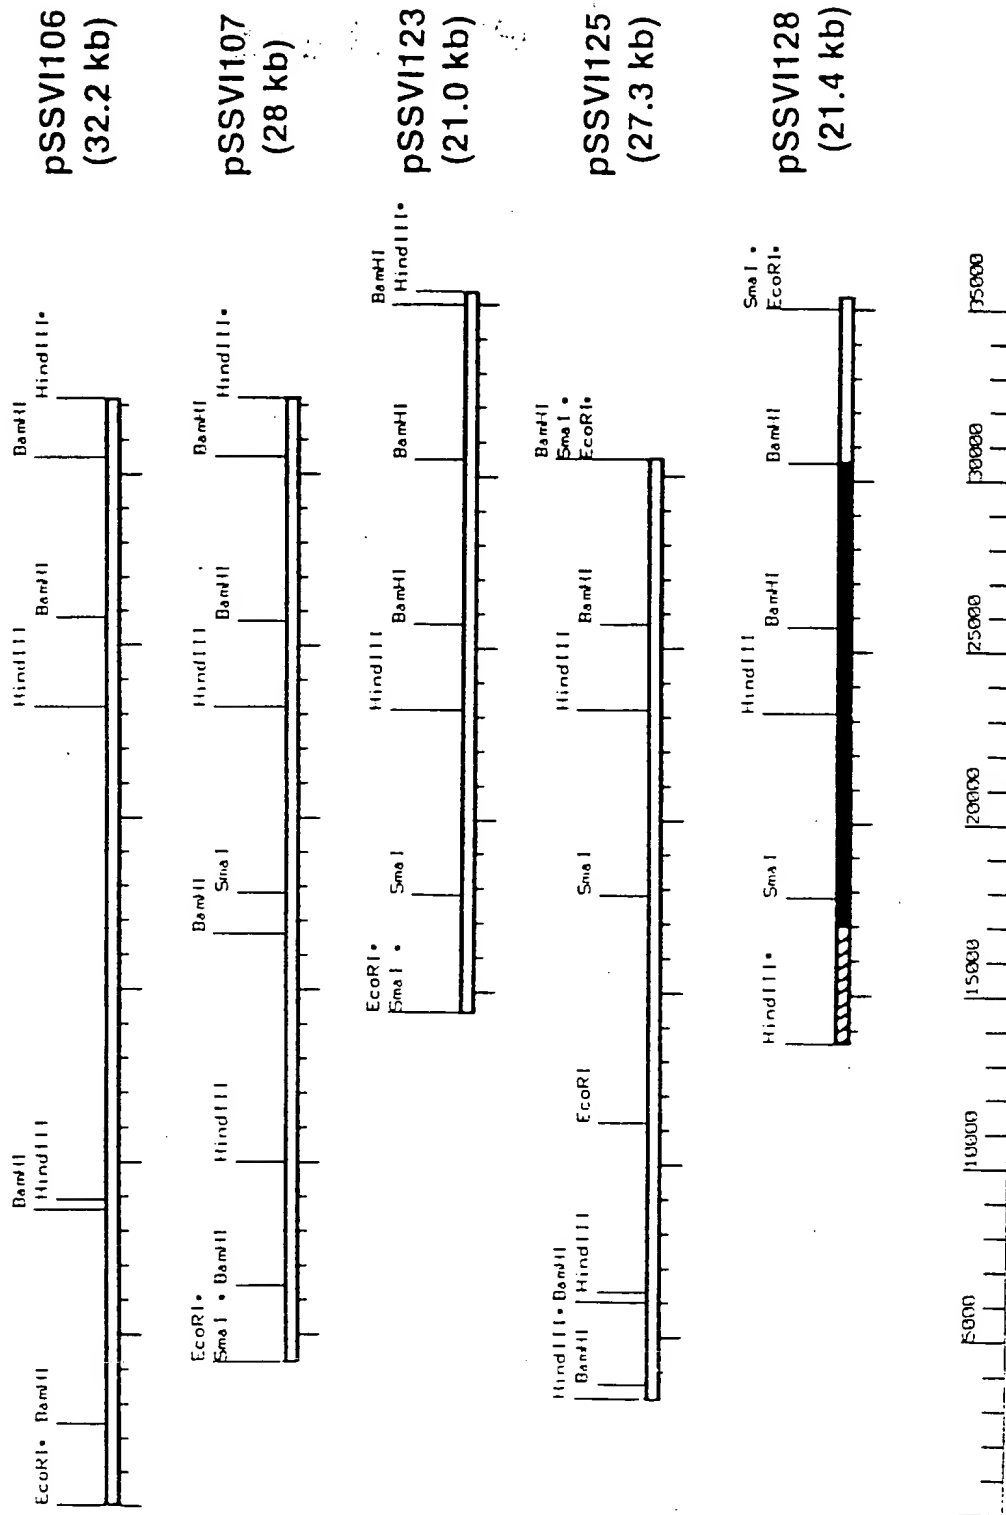 pSSVI106
(32.2 kb)
EcoRI•
BamHI
BamHI
HindIII
HindIII
BamHI
BamHI
HindIII•
pSSVI107
(28 kb)
EcoRI•
SmaI •
BamHI
HindIII
BamHI
SmaI
HindIII
BamHI
BamHI
HindIII•
pSSVI123
(21.0 kb)
EcoRI•
SmaI •
SmaI
HindIII
BamHI
BamHI
BamHI
HindIII•
pSSVI125
(27.3 kb)
HindIII•
BamHI
BamHI
HindIII
EcoRI
SmaI
HindIII
BamHI
BamHI
SmaI •
EcoRI•
pSSVI128
(21.4 kb)
HindIII•
SmaI
HindIII
BamHI
BamHI
SmaI •
EcoRI•
5000
10000
15000
20000
25000
30000
35000